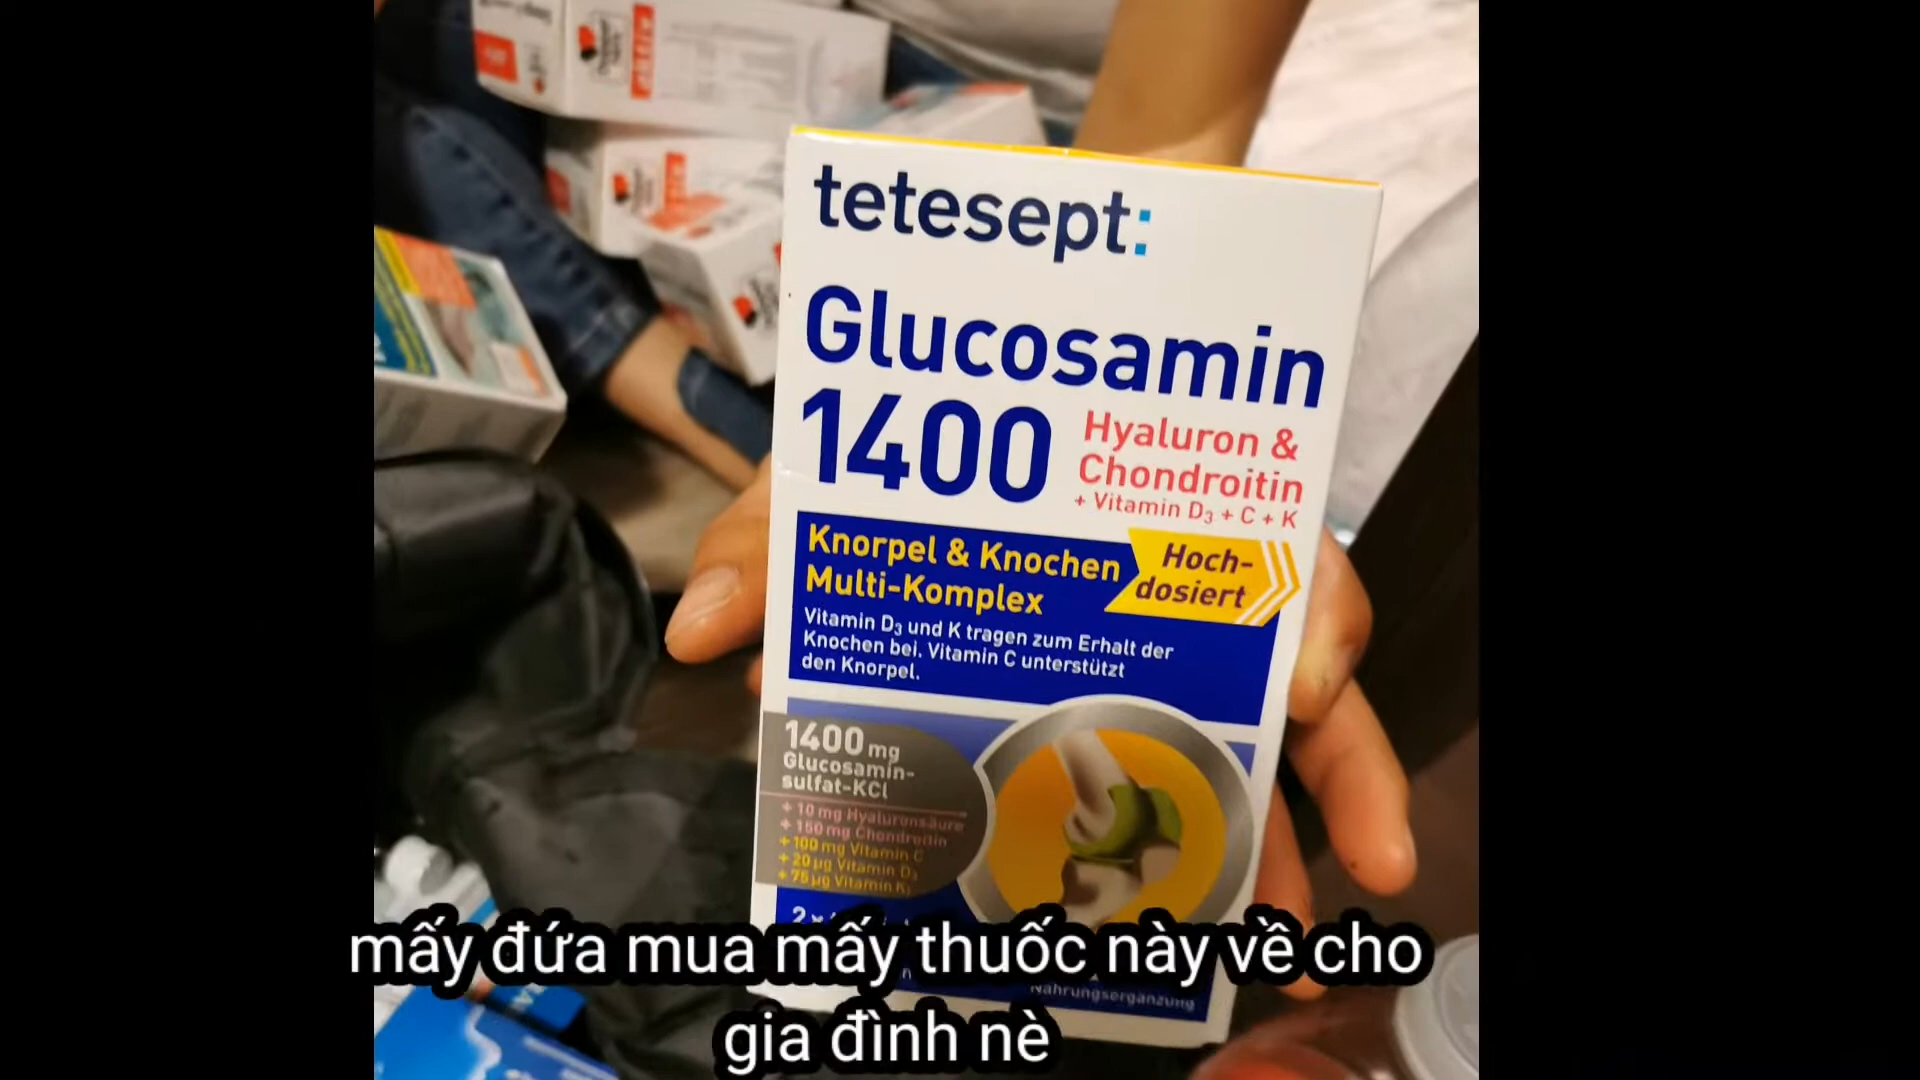 tetesept:
Glucosamin
1400
Hyaluron &
Chondroitin
+ Vitamin D₃ + C + K
Knorpel & Knochen
Multi-Komplex
Hoch-
dosiert
Vitamin D₃ und K tragen zum Erhalt der
Knochen bei. Vitamin C unterstützt
den Knorpel.
1400 mg
Glucosamin-
sulfat-KCl
+ 10 mg Hyaluronsäure
+ 150 mg Chondroitin
+ 100 mg Vitamin C
+ 20 µg Vitamin D₃
+ 75 µg Vitamin K₁
Nahrungsergänzung
mấy đứa mua mấy thuốc này về cho
gia đình nè